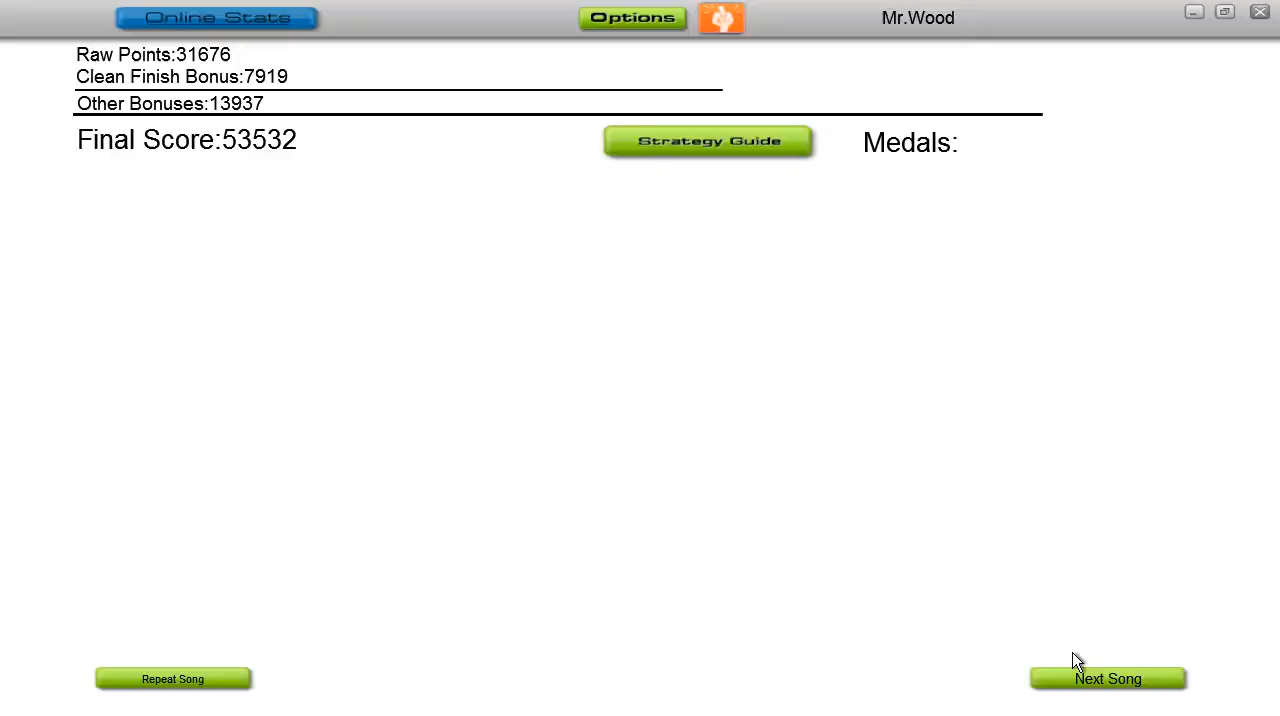 Online Stats
Options
Mr.Wood
Raw Points:31676
Clean Finish Bonus:7919
Other Bonuses:13937
Final Score:53532
Strategy Guide
Medals:
Repeat Song
Next Song